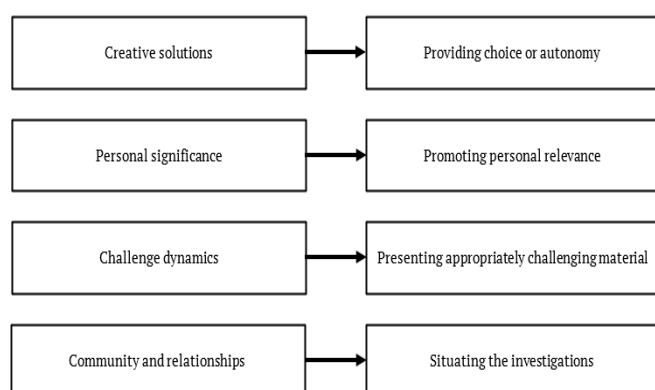 Creative solutions
Providing choice or autonomy
Personal significance
Promoting personal relevance
Challenge dynamics
Presenting appropriately challenging material
Community and relationships
Situating the investigations